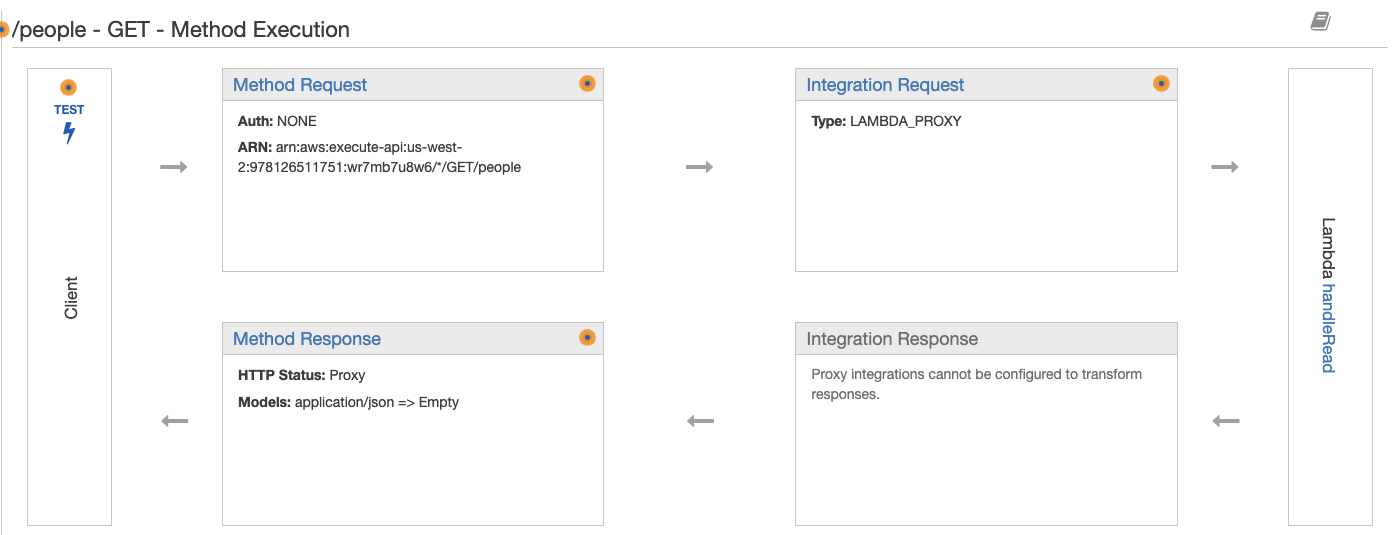 /people - GET - Method Execution
TEST
Client
Method Request
Auth: NONE
ARN: arn:aws:execute-api:us-west-
2:978126511751:wr7mb7u8w6/*/GET/people
Integration Request
Type: LAMBDA_PROXY
Lambda handleRead
Method Response
HTTP Status: Proxy
Models: application/json => Empty
Integration Response
Proxy integrations cannot be configured to transform
responses.